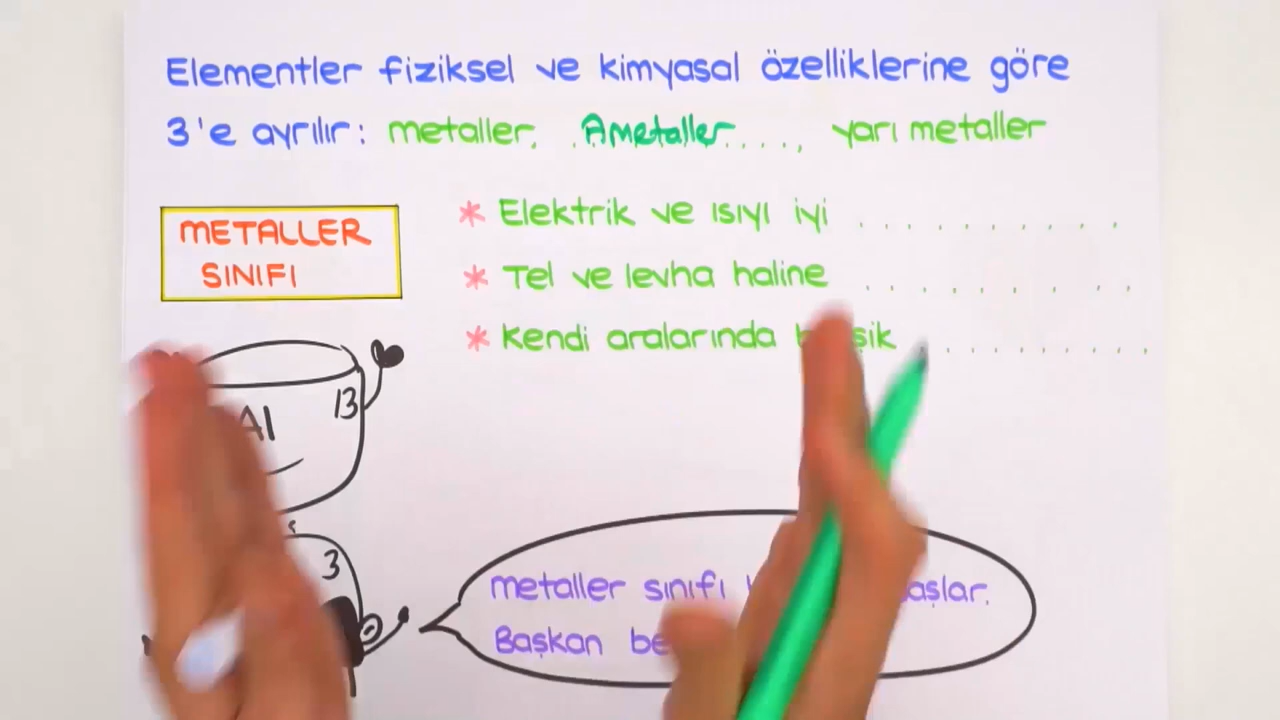 Elementler fiziksel ve kimyasal özelliklerine göre
3'e ayrılır: metaller, Ametaller...., yarı metaller
METALLER
SINIFI
* Elektrik ve ısıyı iyi ..........
* Tel ve levha haline .........
* Kendi aralarında ..........
13
Al
3
metaller sınıfı
Başkan